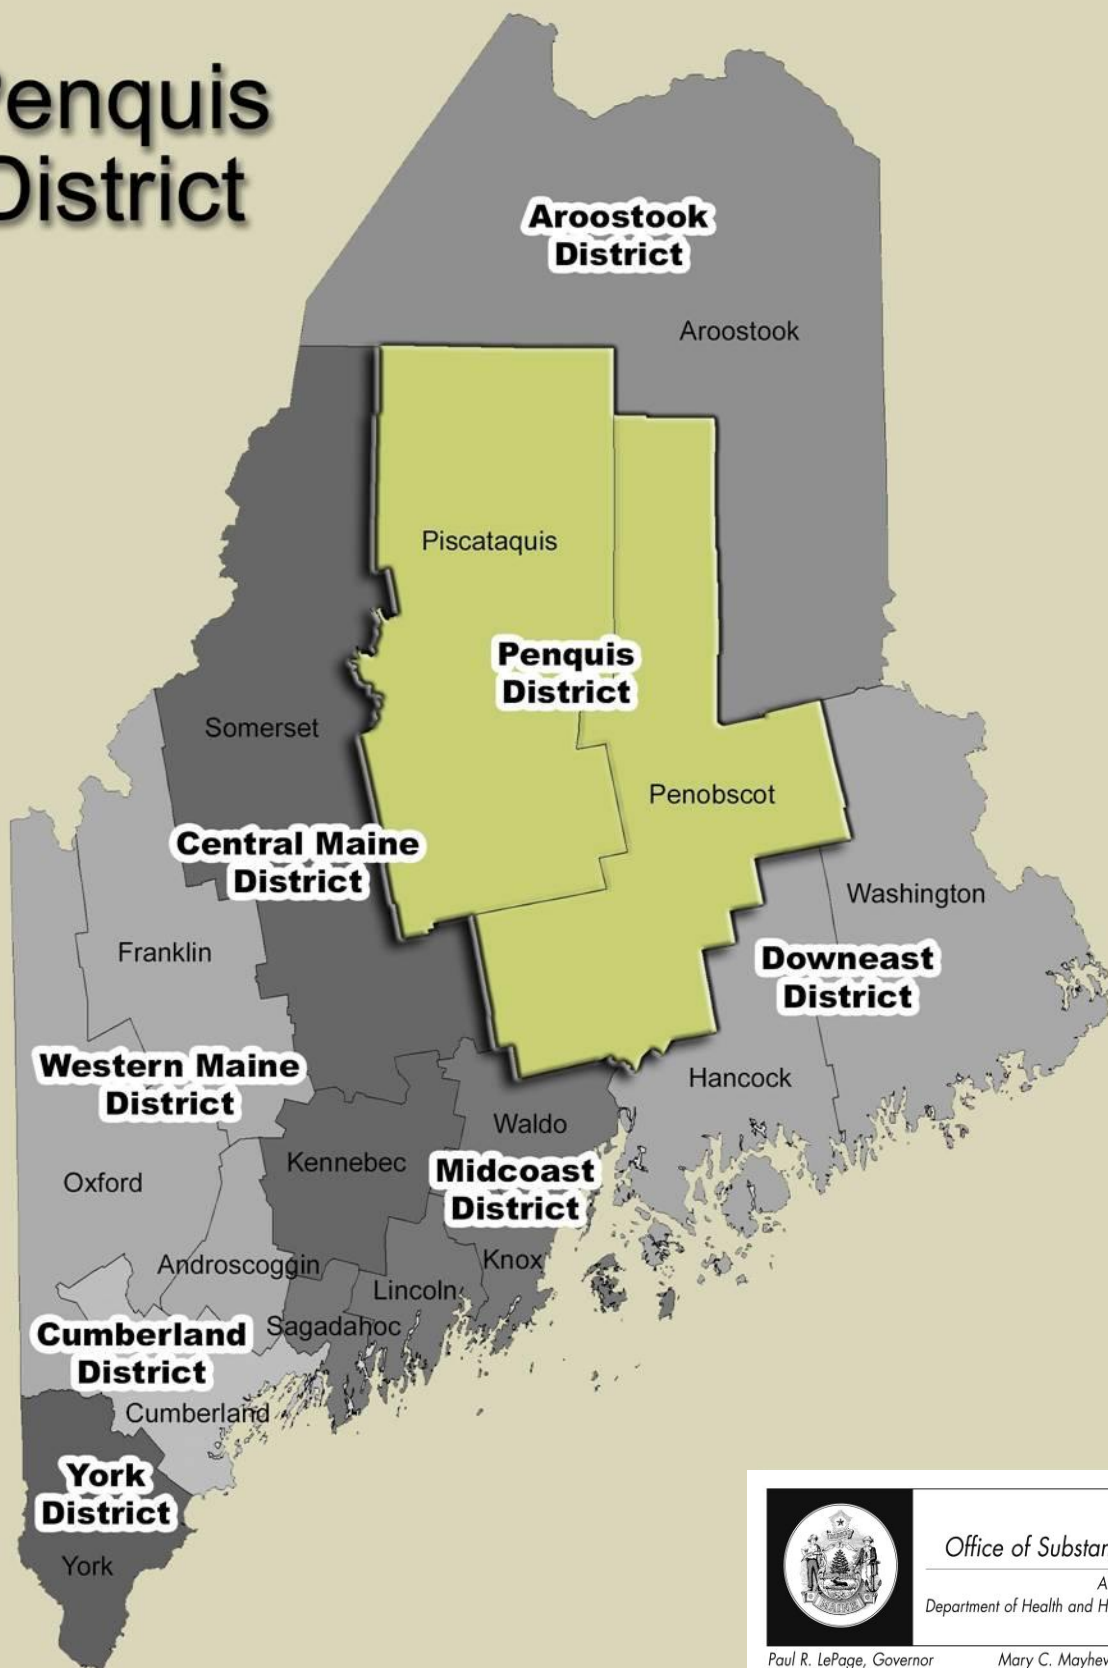 Penquis
District
Aroostook
District
Aroostook
Piscataquis
Penquis
District
Somerset
Penobscot
Central Maine
District
Washington
Franklin
Downeast
District
Western Maine
District
Hancock
Waldo
Kennebec
Midcoast
District
Oxford
Knox
Androscoggin
Lincoln
Sagadahoc
Cumberland
District
Cumberland
York
District
York
Office of Substan
A
Department of Health and H
Paul R. LePage, Governor Mary C. Mayhew